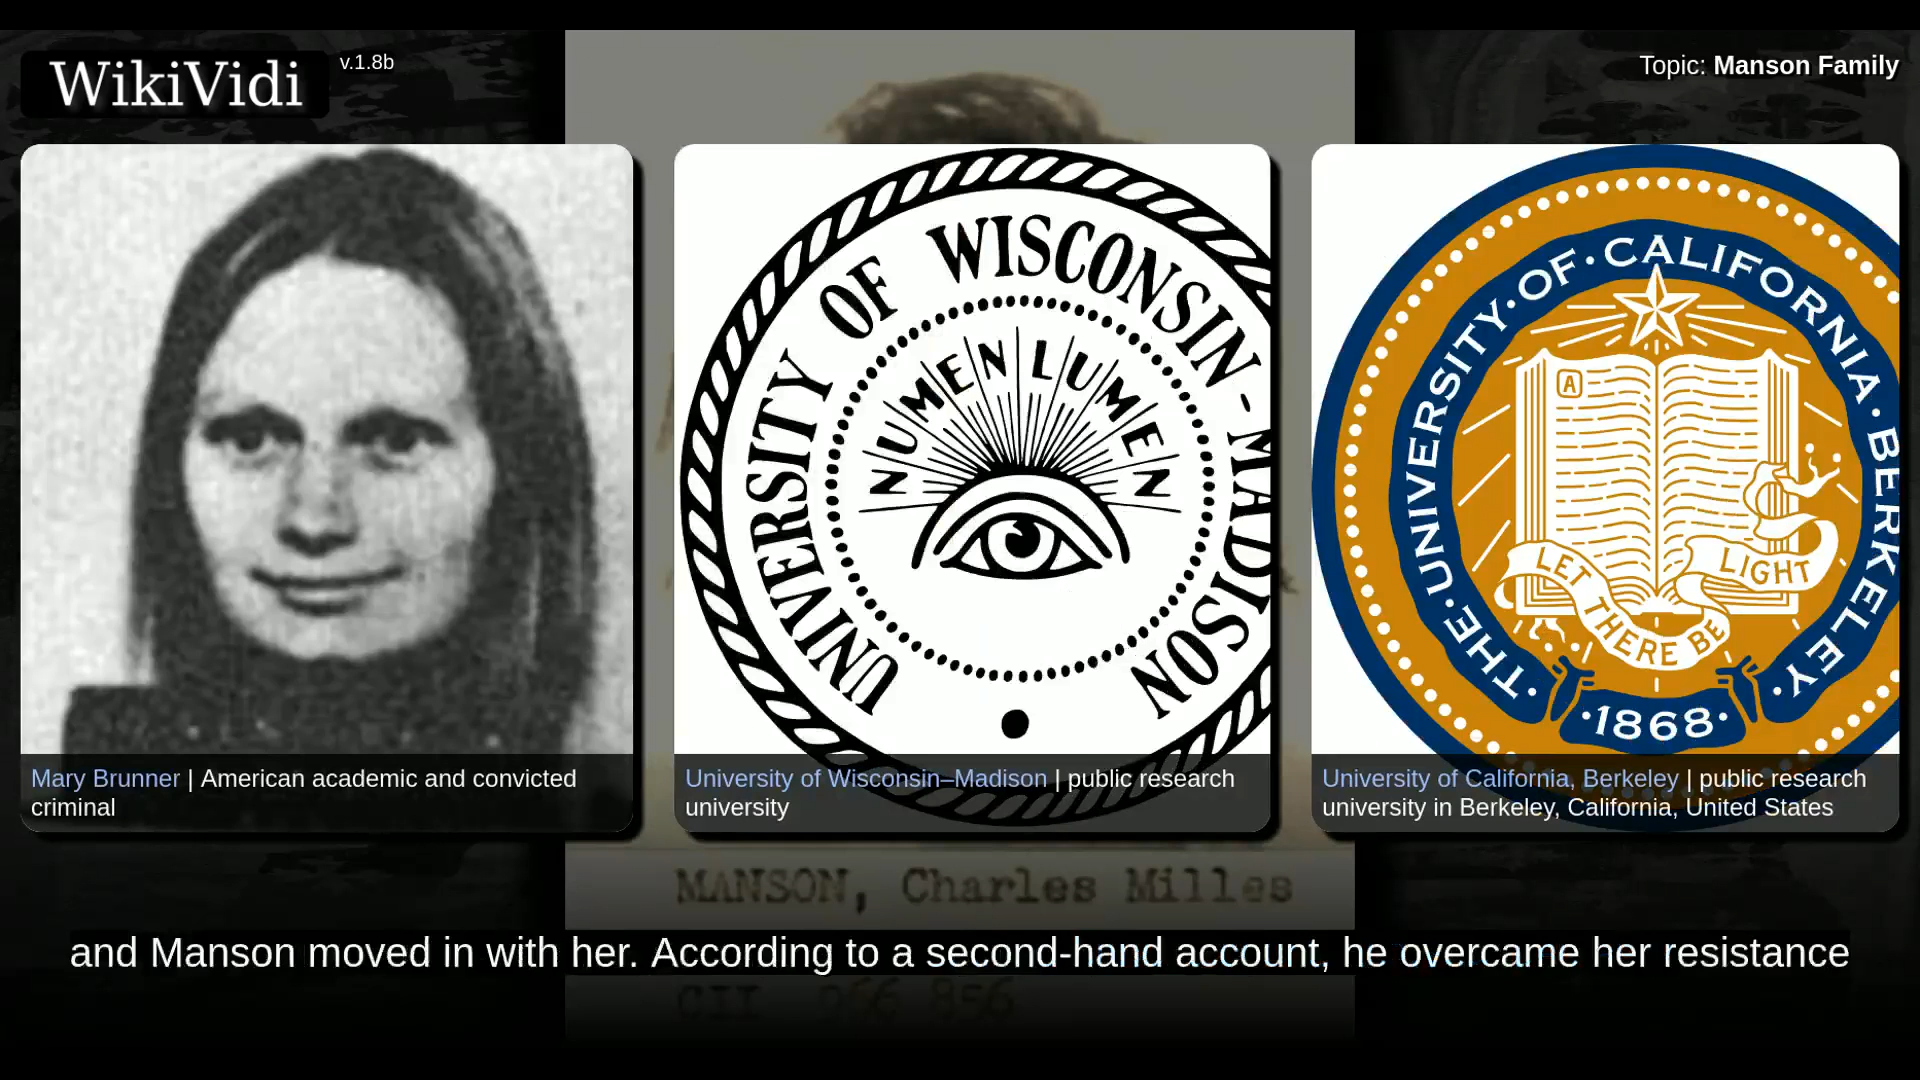 WikiVidi
v.1.8b
Topic: Manson Family
UNIVERSITY OF WISCONSIN-MADISON
NUMEN LUMEN
THE·UNIVERSITY·OF·CALIFORNIA·BERKELEY·
A
LET THERE BE LIGHT
·1868·
Mary Brunner | American academic and convicted
criminal
University of Wisconsin–Madison | public research
university
University of California, Berkeley | public research
university in Berkeley, California, United States
MANSON, Charles Milles
and Manson moved in with her. According to a second-hand account, he overcame her resistance
CII 966 856